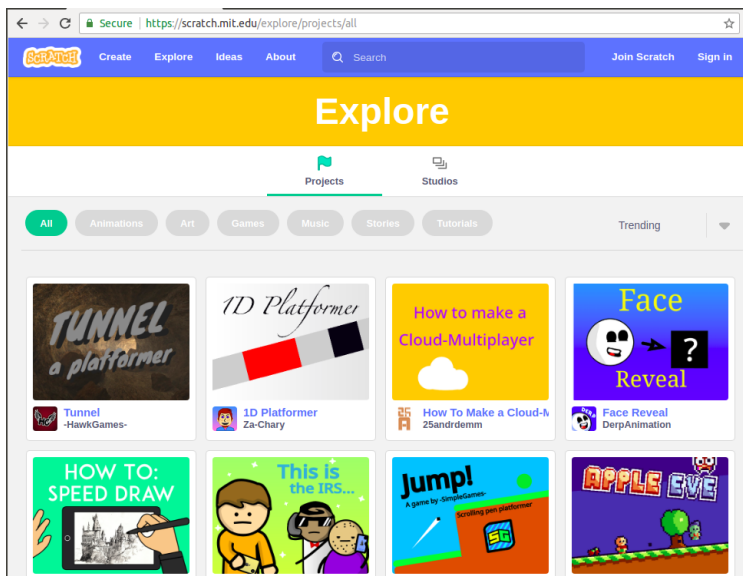 Secure
https://scratch.mit.edu/explore/projects/all
SCRATCH Create Explore Ideas About Search Join Scratch Sign in
Explore
Projects Studios
All Animations Art Games Music Stories Tutorials Trending
TUNNEL
a platformer
Tunnel
-HawkGames-
1D Platformer
1D Platformer
Za-Chary
How to make a
Cloud-Multiplayer
How To Make a Cloud-M
25andrdemm
Face
?
Reveal
DERP
Face Reveal
DerpAnimation
HOW TO:
SPEED DRAW
This is
the IRS...
Jump!
A game by -SimpleGames-
Scrolling pen platformer
SG
APPLE EVE